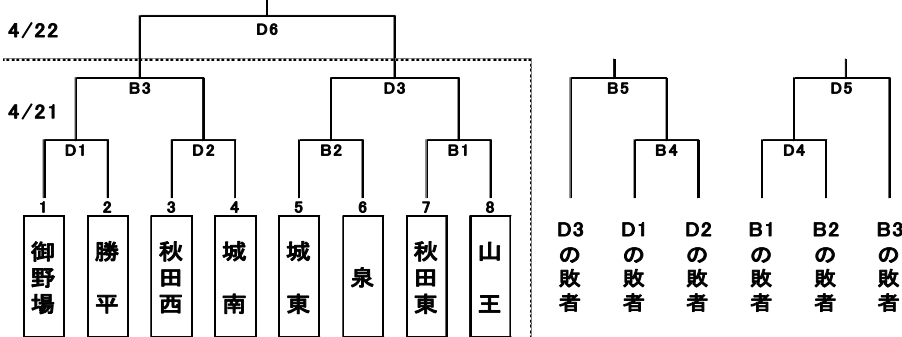 4/22
D6
4/21
B3
D3
B5
D5
D1
D2
B2
B1
B4
D4
1
2
3
4
5
6
7
8
御野場
勝平
秋田西
城南
城東
泉
秋田東
山王
D3の敗者
D1の敗者
D2の敗者
B1の敗者
B2の敗者
B3の敗者